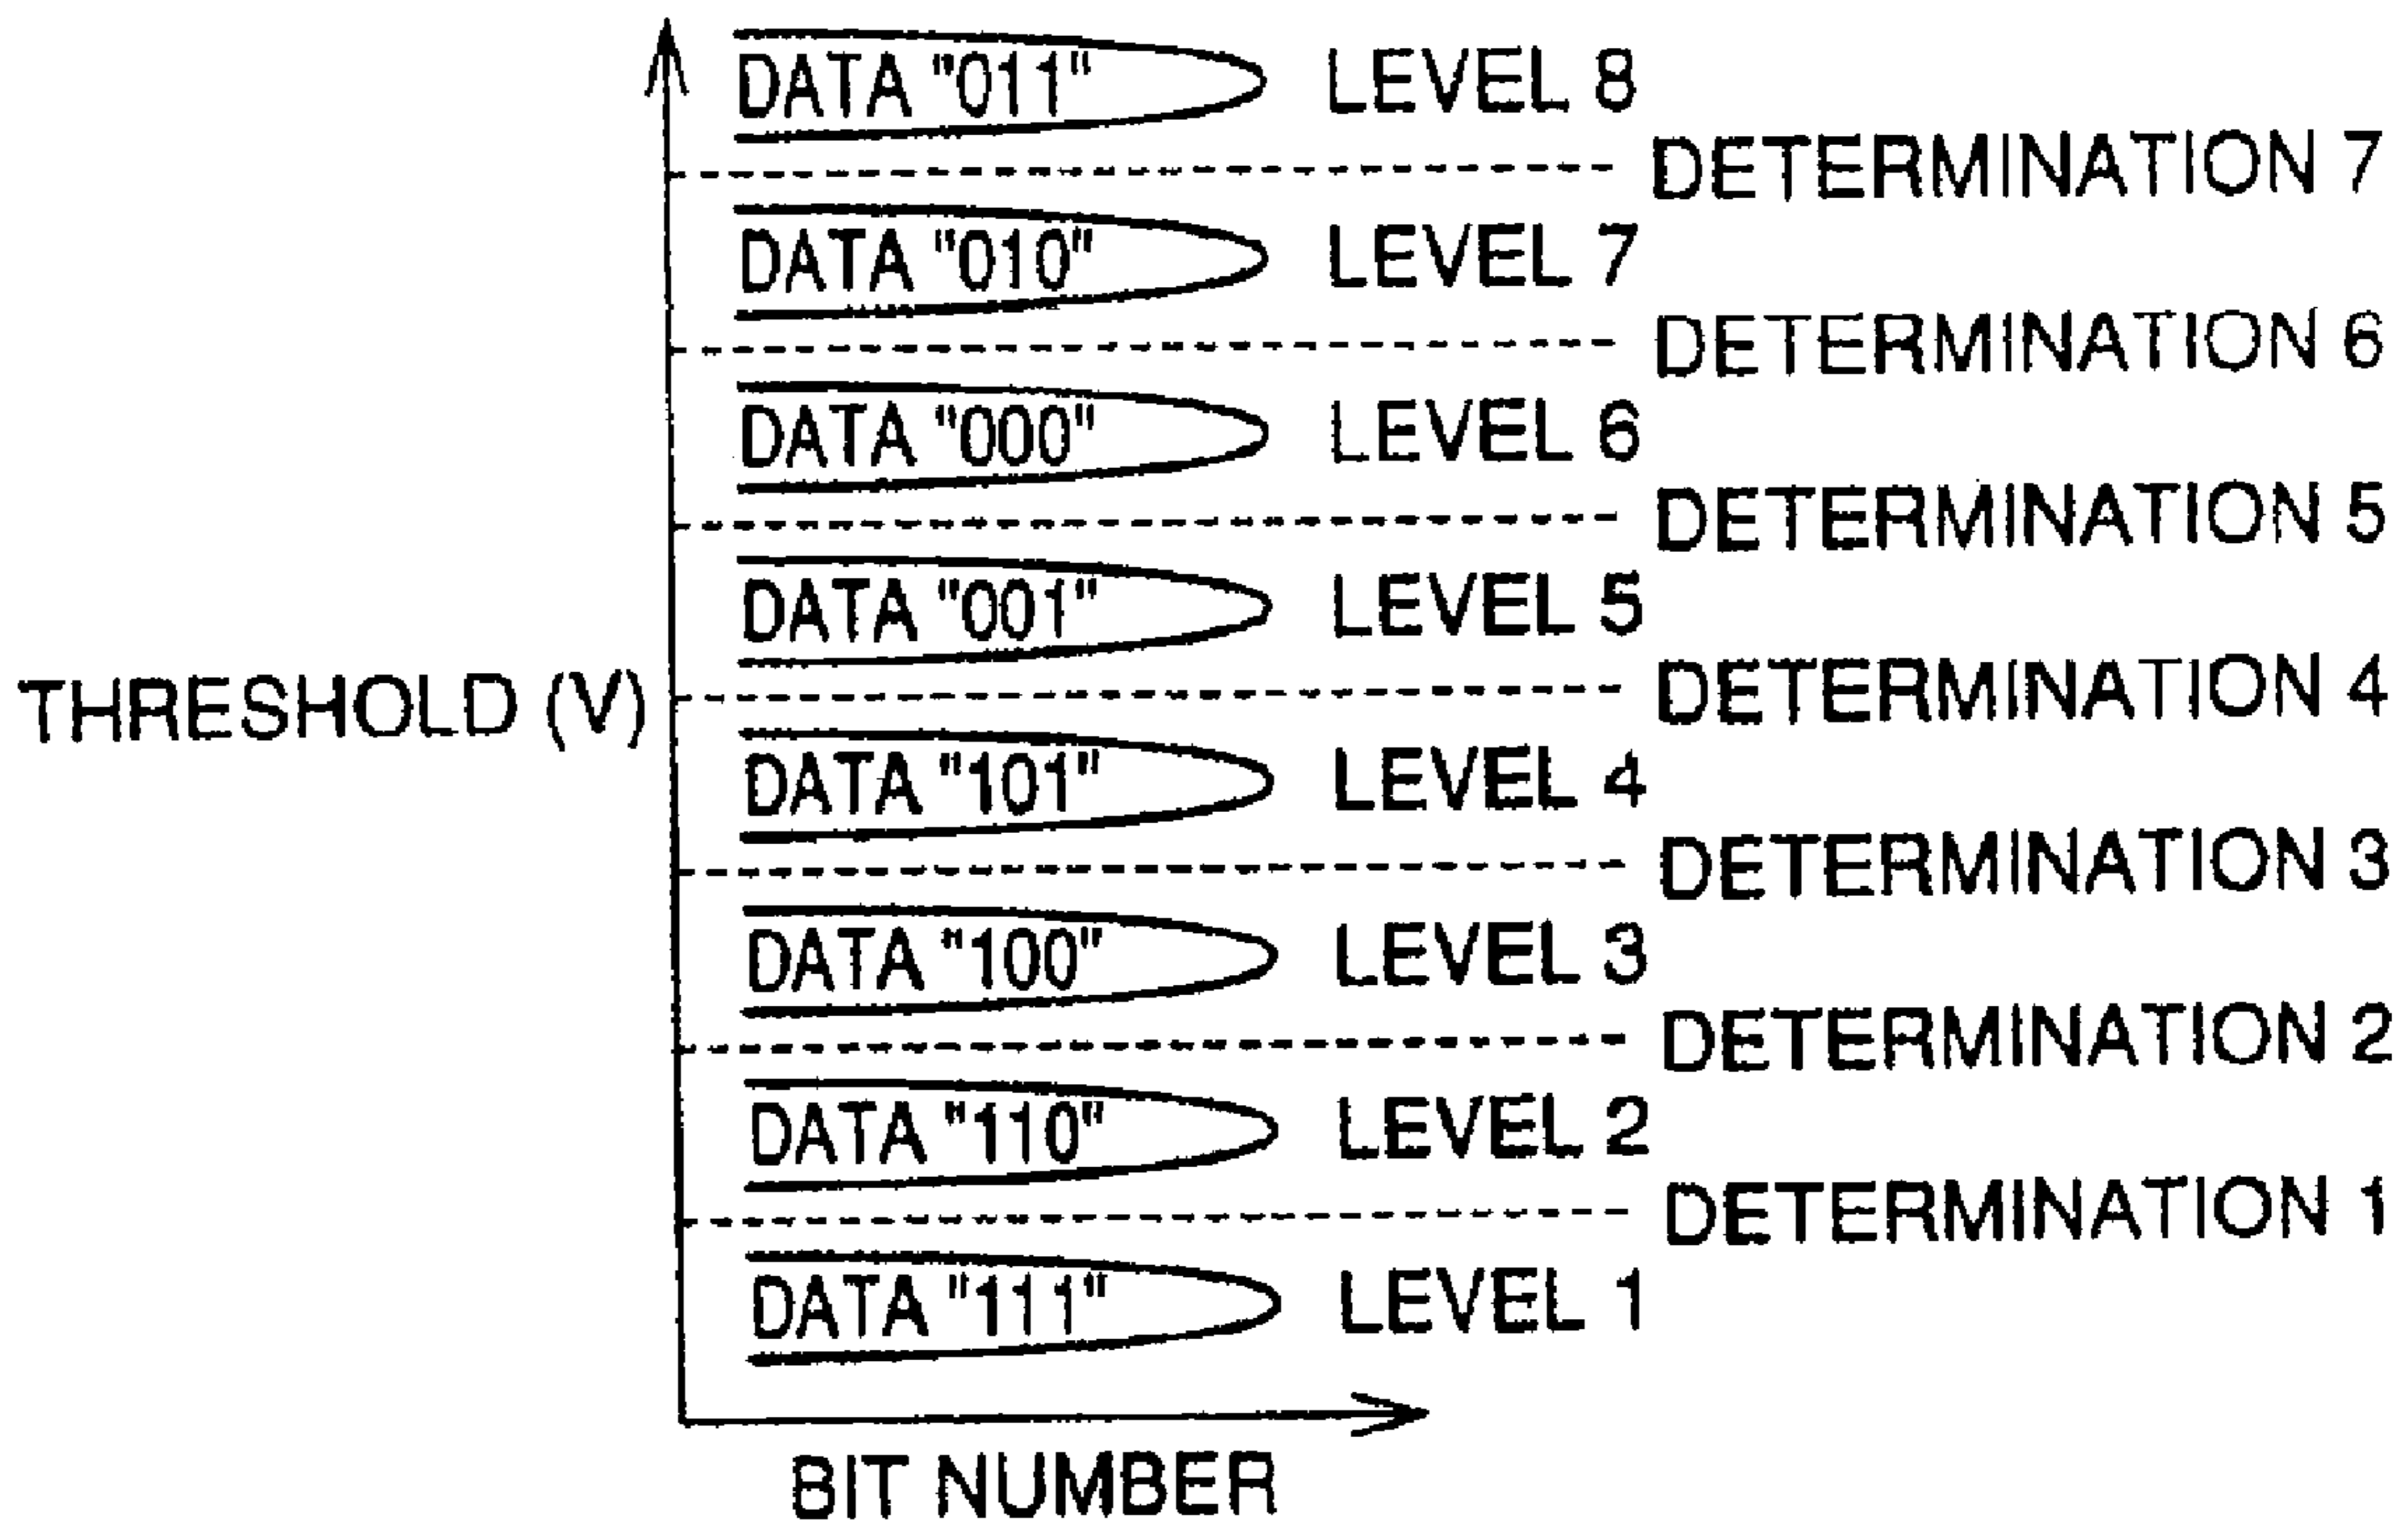 DATA "011" LEVEL 8
DETERMINATION 7
DATA "010" LEVEL 7
DETERMINATION 6
DATA "000" LEVEL 6
DETERMINATION 5
DATA "001" LEVEL 5
THRESHOLD (V) DETERMINATION 4
DATA "101" LEVEL 4
DETERMINATION 3
DATA "100" LEVEL 3
DETERMINATION 2
DATA "110" LEVEL 2
DETERMINATION 1
DATA "111" LEVEL 1
BIT NUMBER